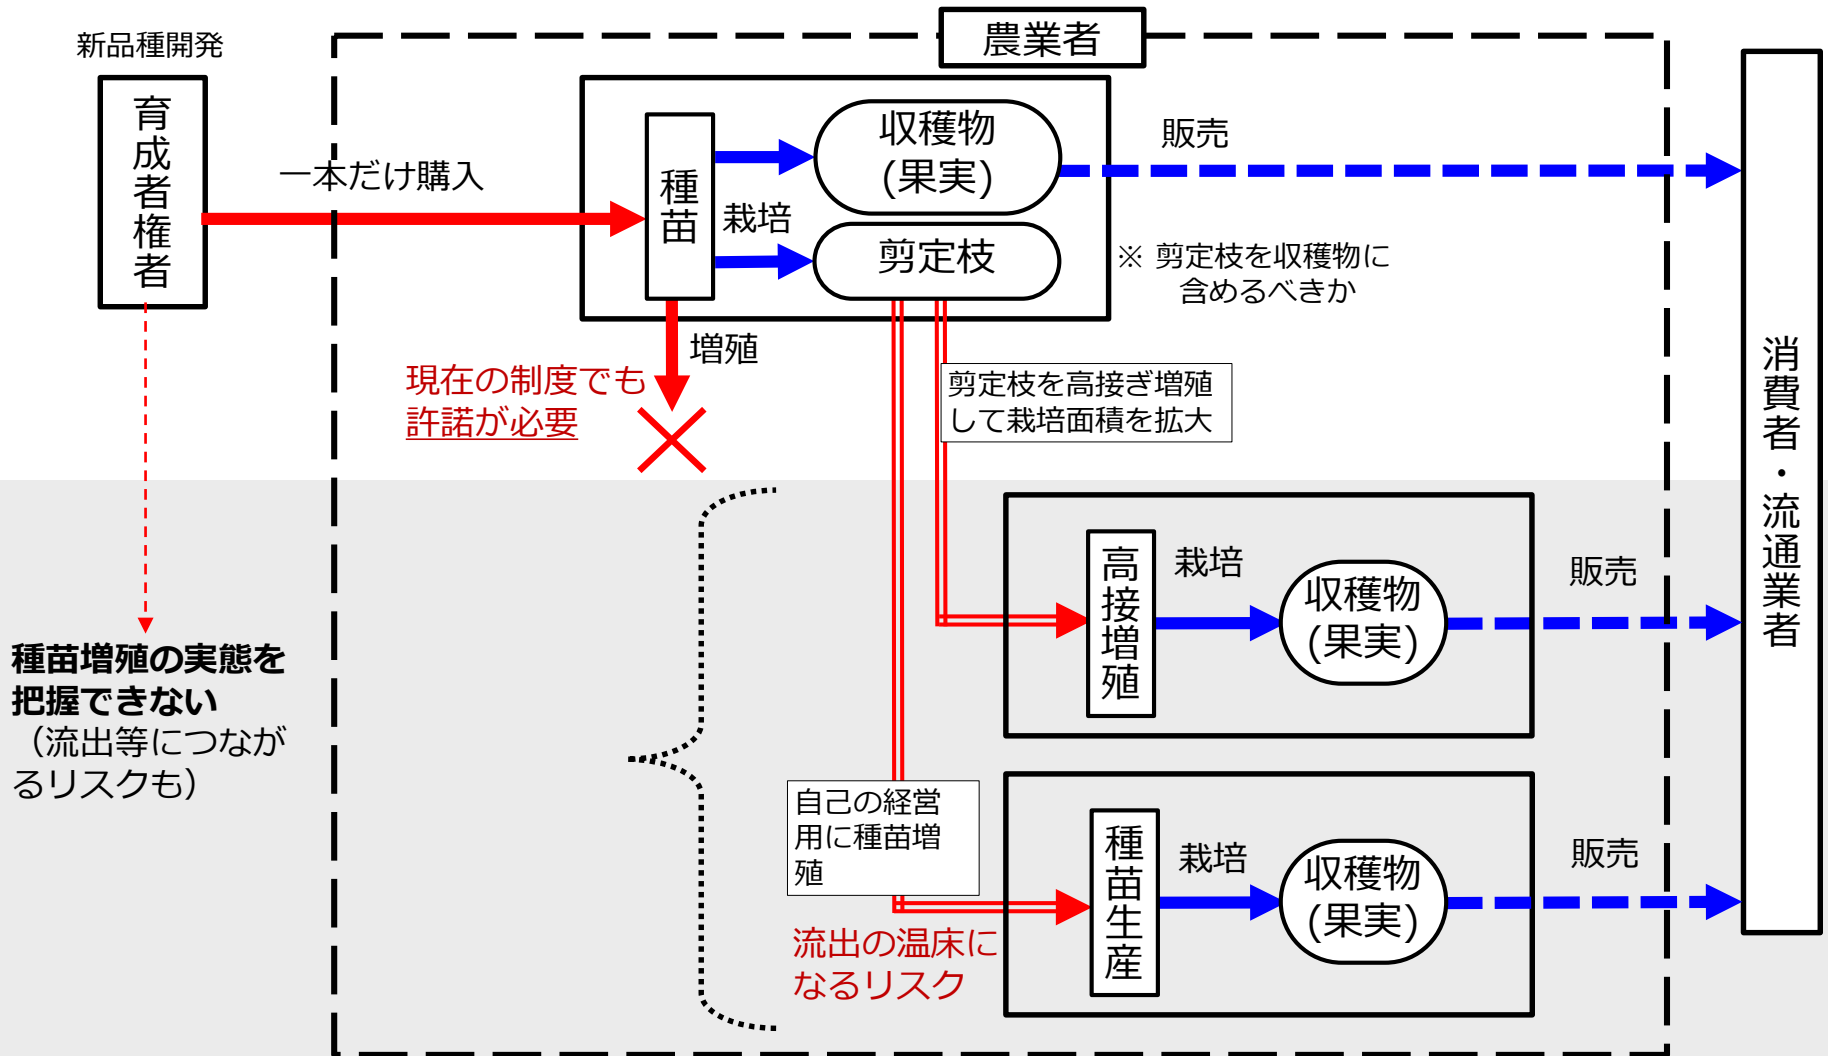 農業者
新品種開発
育成者権者
一本だけ購入
種苗
栽培
収穫物
(果実)
剪定枝
販売
※ 剪定枝を収穫物に
含めるべきか
増殖
現在の制度でも
許諾が必要
剪定枝を高接ぎ増殖
して栽培面積を拡大
消費者・流通業者
高接増殖
栽培
収穫物
(果実)
販売
種苗増殖の実態を
把握できない
（流出等につなが
るリスクも）
自己の経営
用に種苗増
殖
種苗生産
栽培
収穫物
(果実)
販売
流出の温床に
なるリスク